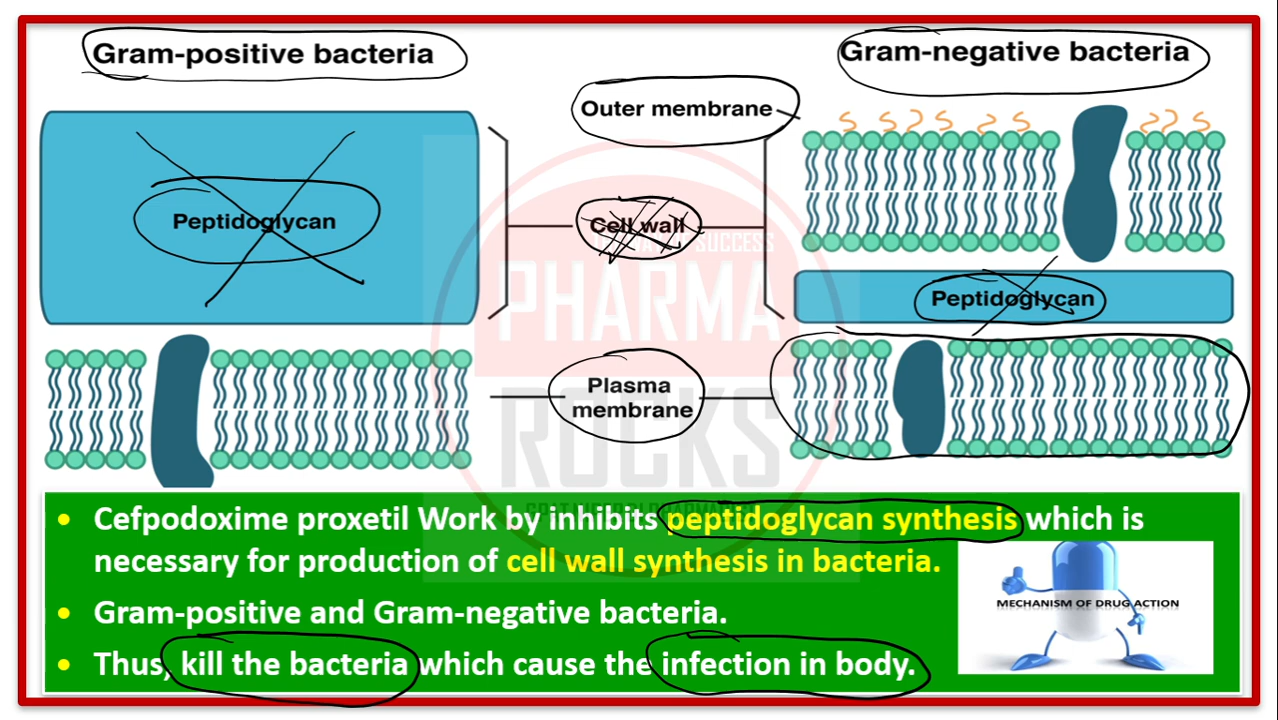 Gram-positive bacteria
Gram-negative bacteria
Outer membrane
Peptidoglycan
Cell wall
SUCCESS
PHARMA
Peptidoglycan
Plasma
membrane
ROCKS
Cefpodoxime proxetil Work by inhibits peptidoglycan synthesis which is
necessary for production of cell wall synthesis in bacteria.
Gram-positive and Gram-negative bacteria.
Thus, kill the bacteria which cause the infection in body.
MECHANISM OF DRUG ACTION